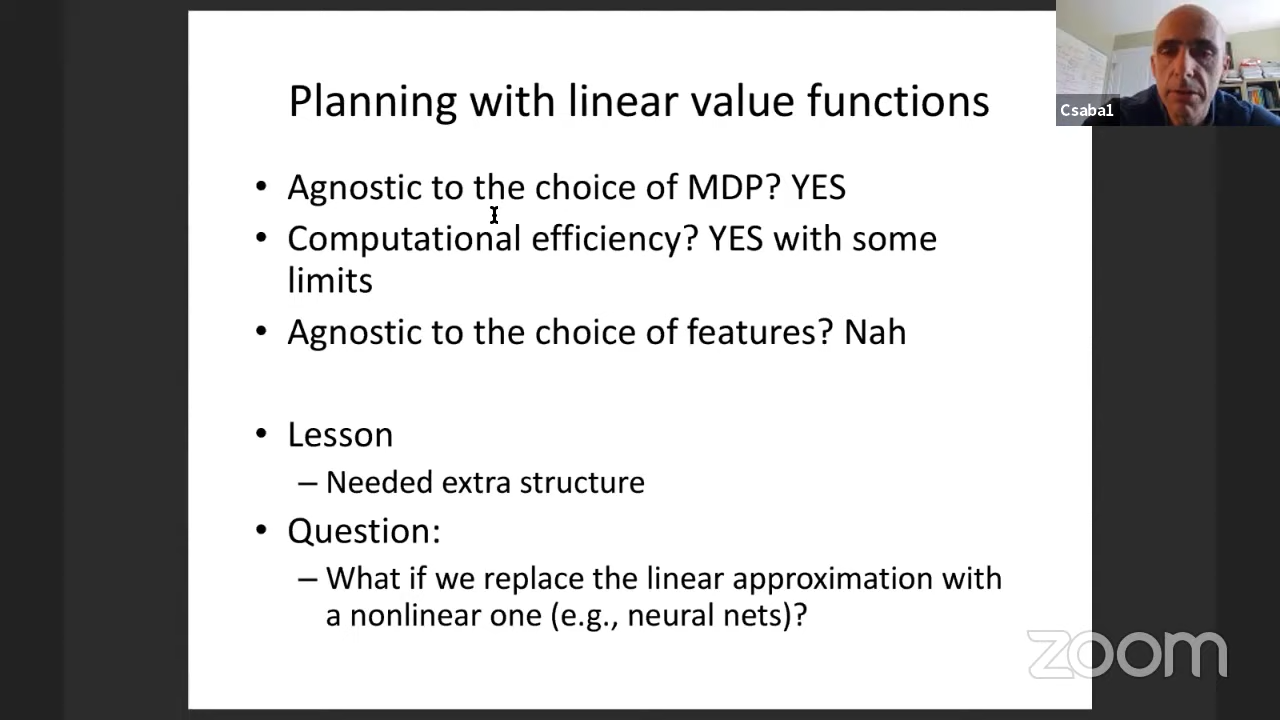 Planning with linear value functions
• Agnostic to the choice of MDP? YES
• Computational efficiency? YES with some
limits
• Agnostic to the choice of features? Nah
• Lesson
– Needed extra structure
• Question:
– What if we replace the linear approximation with
a nonlinear one (e.g., neural nets)?
Csaba1
zoom